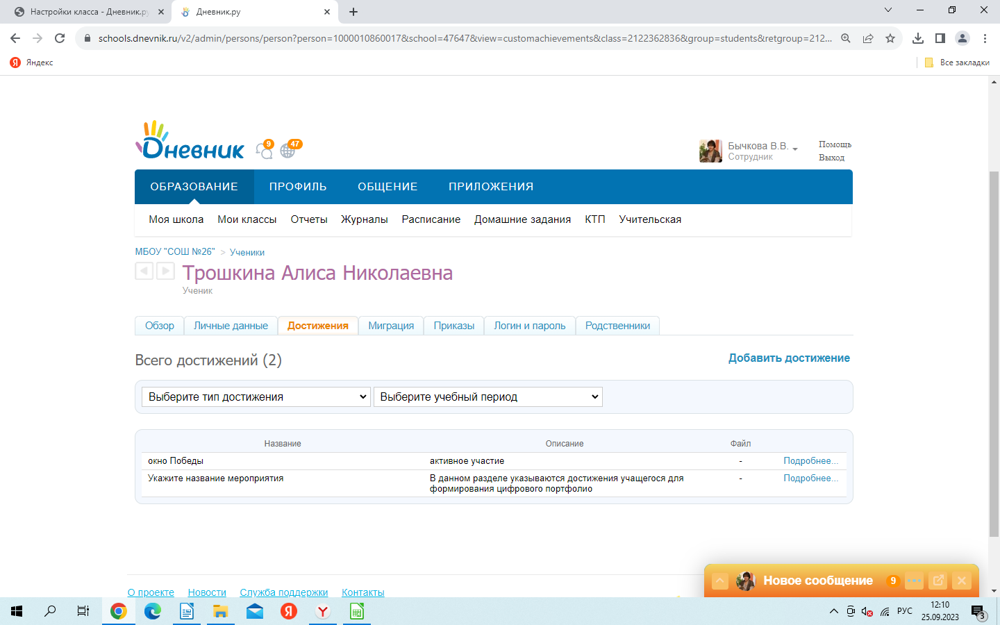 Настройки класса - Дневник.ру
Дневник.ру
schools.dnevnik.ru/v2/admin/persons/person?person=1000010860017&school=47647&view=customachievements&class=2122362836&group=students&retgroup=212...
Яндекс
Все закладки
Dневник
9
47
Бычкова В.В.
Сотрудник
Помощь
Выход
ОБРАЗОВАНИЕ ПРОФИЛЬ ОБЩЕНИЕ ПРИЛОЖЕНИЯ
Моя школа Мои классы Отчеты Журналы Расписание Домашние задания КТП Учительская
МБОУ "СОШ №26" > Ученики
Трошкина Алиса Николаевна
Ученик
Обзор Личные данные Достижения Миграция Приказы Логин и пароль Родственники
Всего достижений (2)
Добавить достижение
Выберите тип достижения Выберите учебный период
Название Описание Файл
окно Победы активное участие - Подробнее...
Укажите название мероприятия В данном разделе указываются достижения учащегося для - Подробнее...
формирования цифрового портфолио
Новое сообщение 9
О проекте Новости Служба поддержки Контакты
РУС
12:10
25.09.2023
3